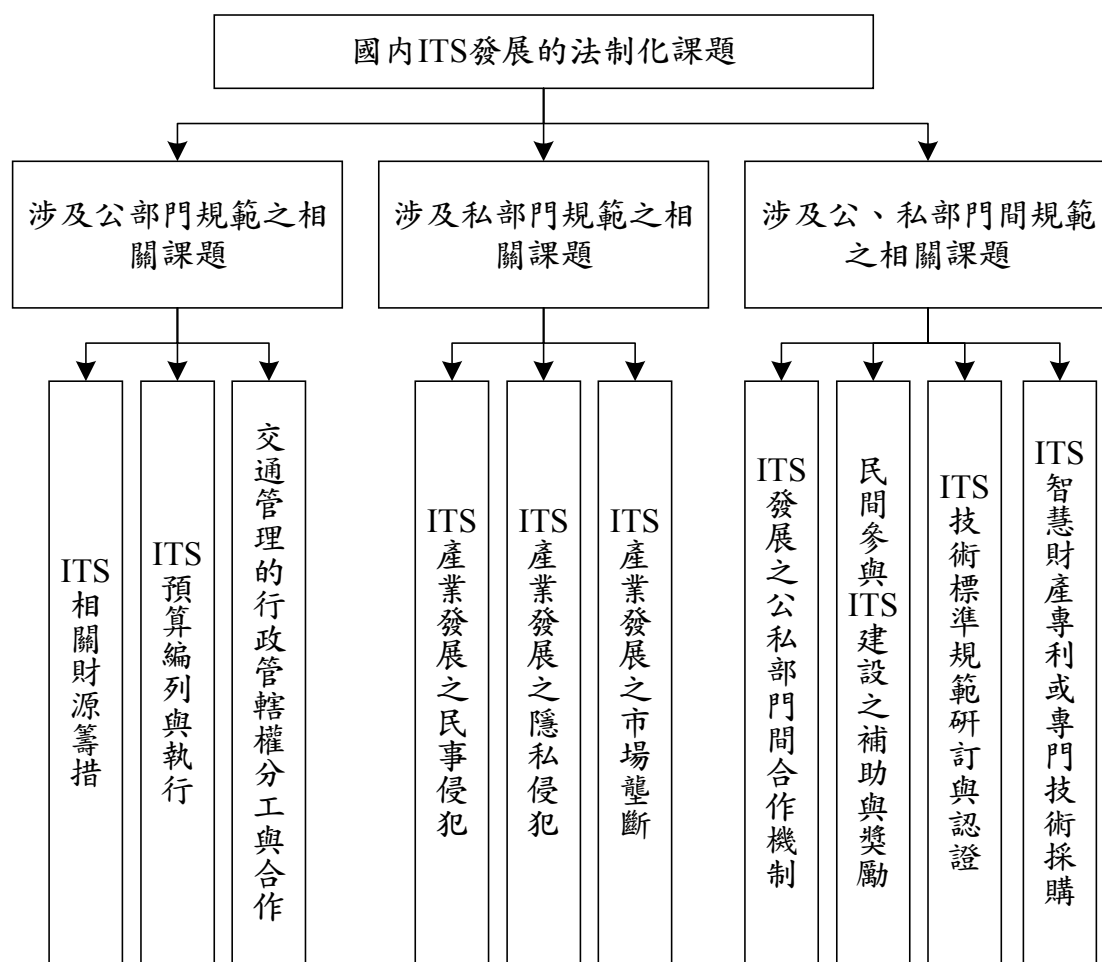 國內ITS發展的法制化課題
涉及公部門規範之相
關課題
涉及私部門規範之相
關課題
涉及公、私部門間規範
之相關課題
ITS相關財源籌措
ITS預算編列與執行
交通管理的行政管轄權分工與合作
ITS產業發展之民事侵犯
ITS產業發展之隱私侵犯
ITS產業發展之市場壟斷
ITS發展之公私部門間合作機制
民間參與ITS建設之補助與獎勵
ITS技術標準規範研訂與認證
ITS智慧財產專利或專門技術採購